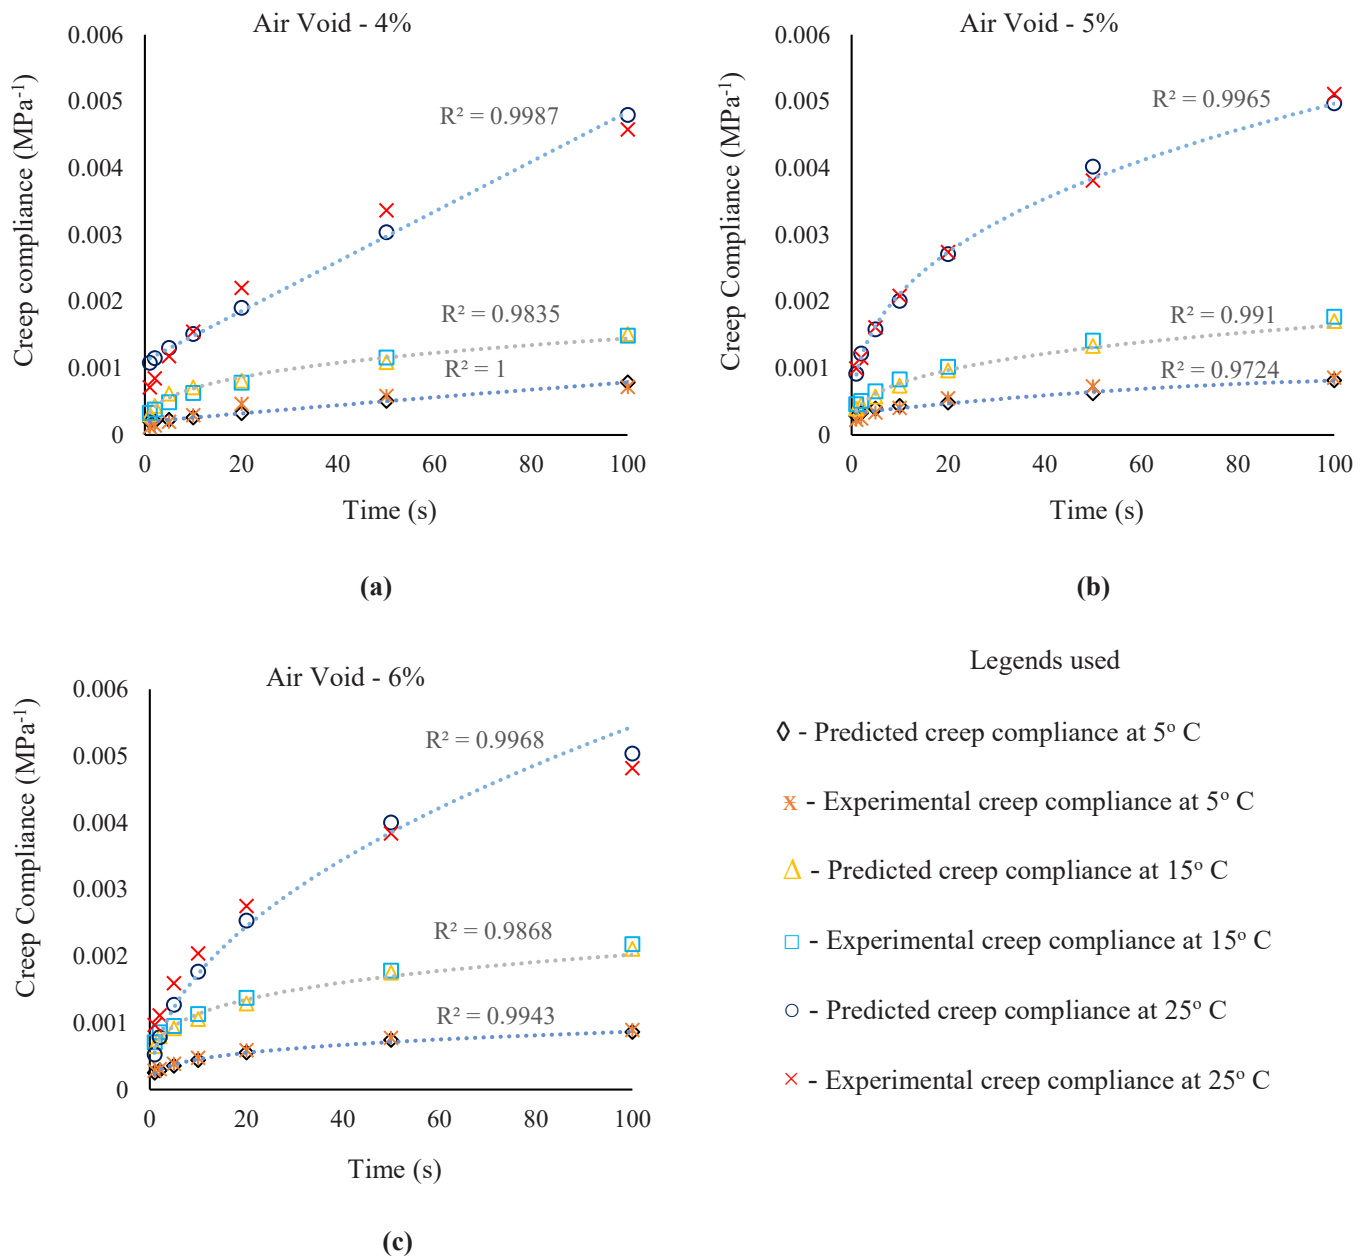 Air Void - 4%
0.006
0.005
0.004
0.003
0.002
0.001
0
Creep compliance (MPa⁻¹)
R² = 0.9987
R² = 0.9835
R² = 1
0 20 40 60 80 100
Time (s)
(a)
Air Void - 5%
0.006
0.005
0.004
0.003
0.002
0.001
0
Creep Compliance (MPa⁻¹)
R² = 0.9965
R² = 0.991
R² = 0.9724
0 20 40 60 80 100
Time (s)
(b)
Air Void - 6%
0.006
0.005
0.004
0.003
0.002
0.001
0
Creep Compliance (MPa⁻¹)
R² = 0.9968
R² = 0.9868
R² = 0.9943
0 20 40 60 80 100
Time (s)
(c)
Legends used
- Predicted creep compliance at 5º C
- Experimental creep compliance at 5º C
- Predicted creep compliance at 15º C
- Experimental creep compliance at 15º C
- Predicted creep compliance at 25º C
- Experimental creep compliance at 25º C